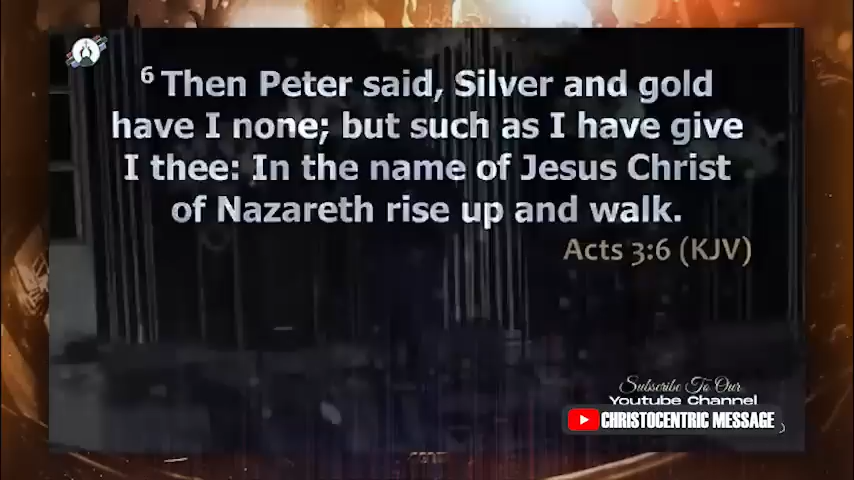 6 Then Peter said, Silver and gold
have I none; but such as I have give
I thee: In the name of Jesus Christ
of Nazareth rise up and walk.
Acts 3:6 (KJV)
Subscribe To Our
Youtube Channel
CHRISTOCENTRIC MESSAGE